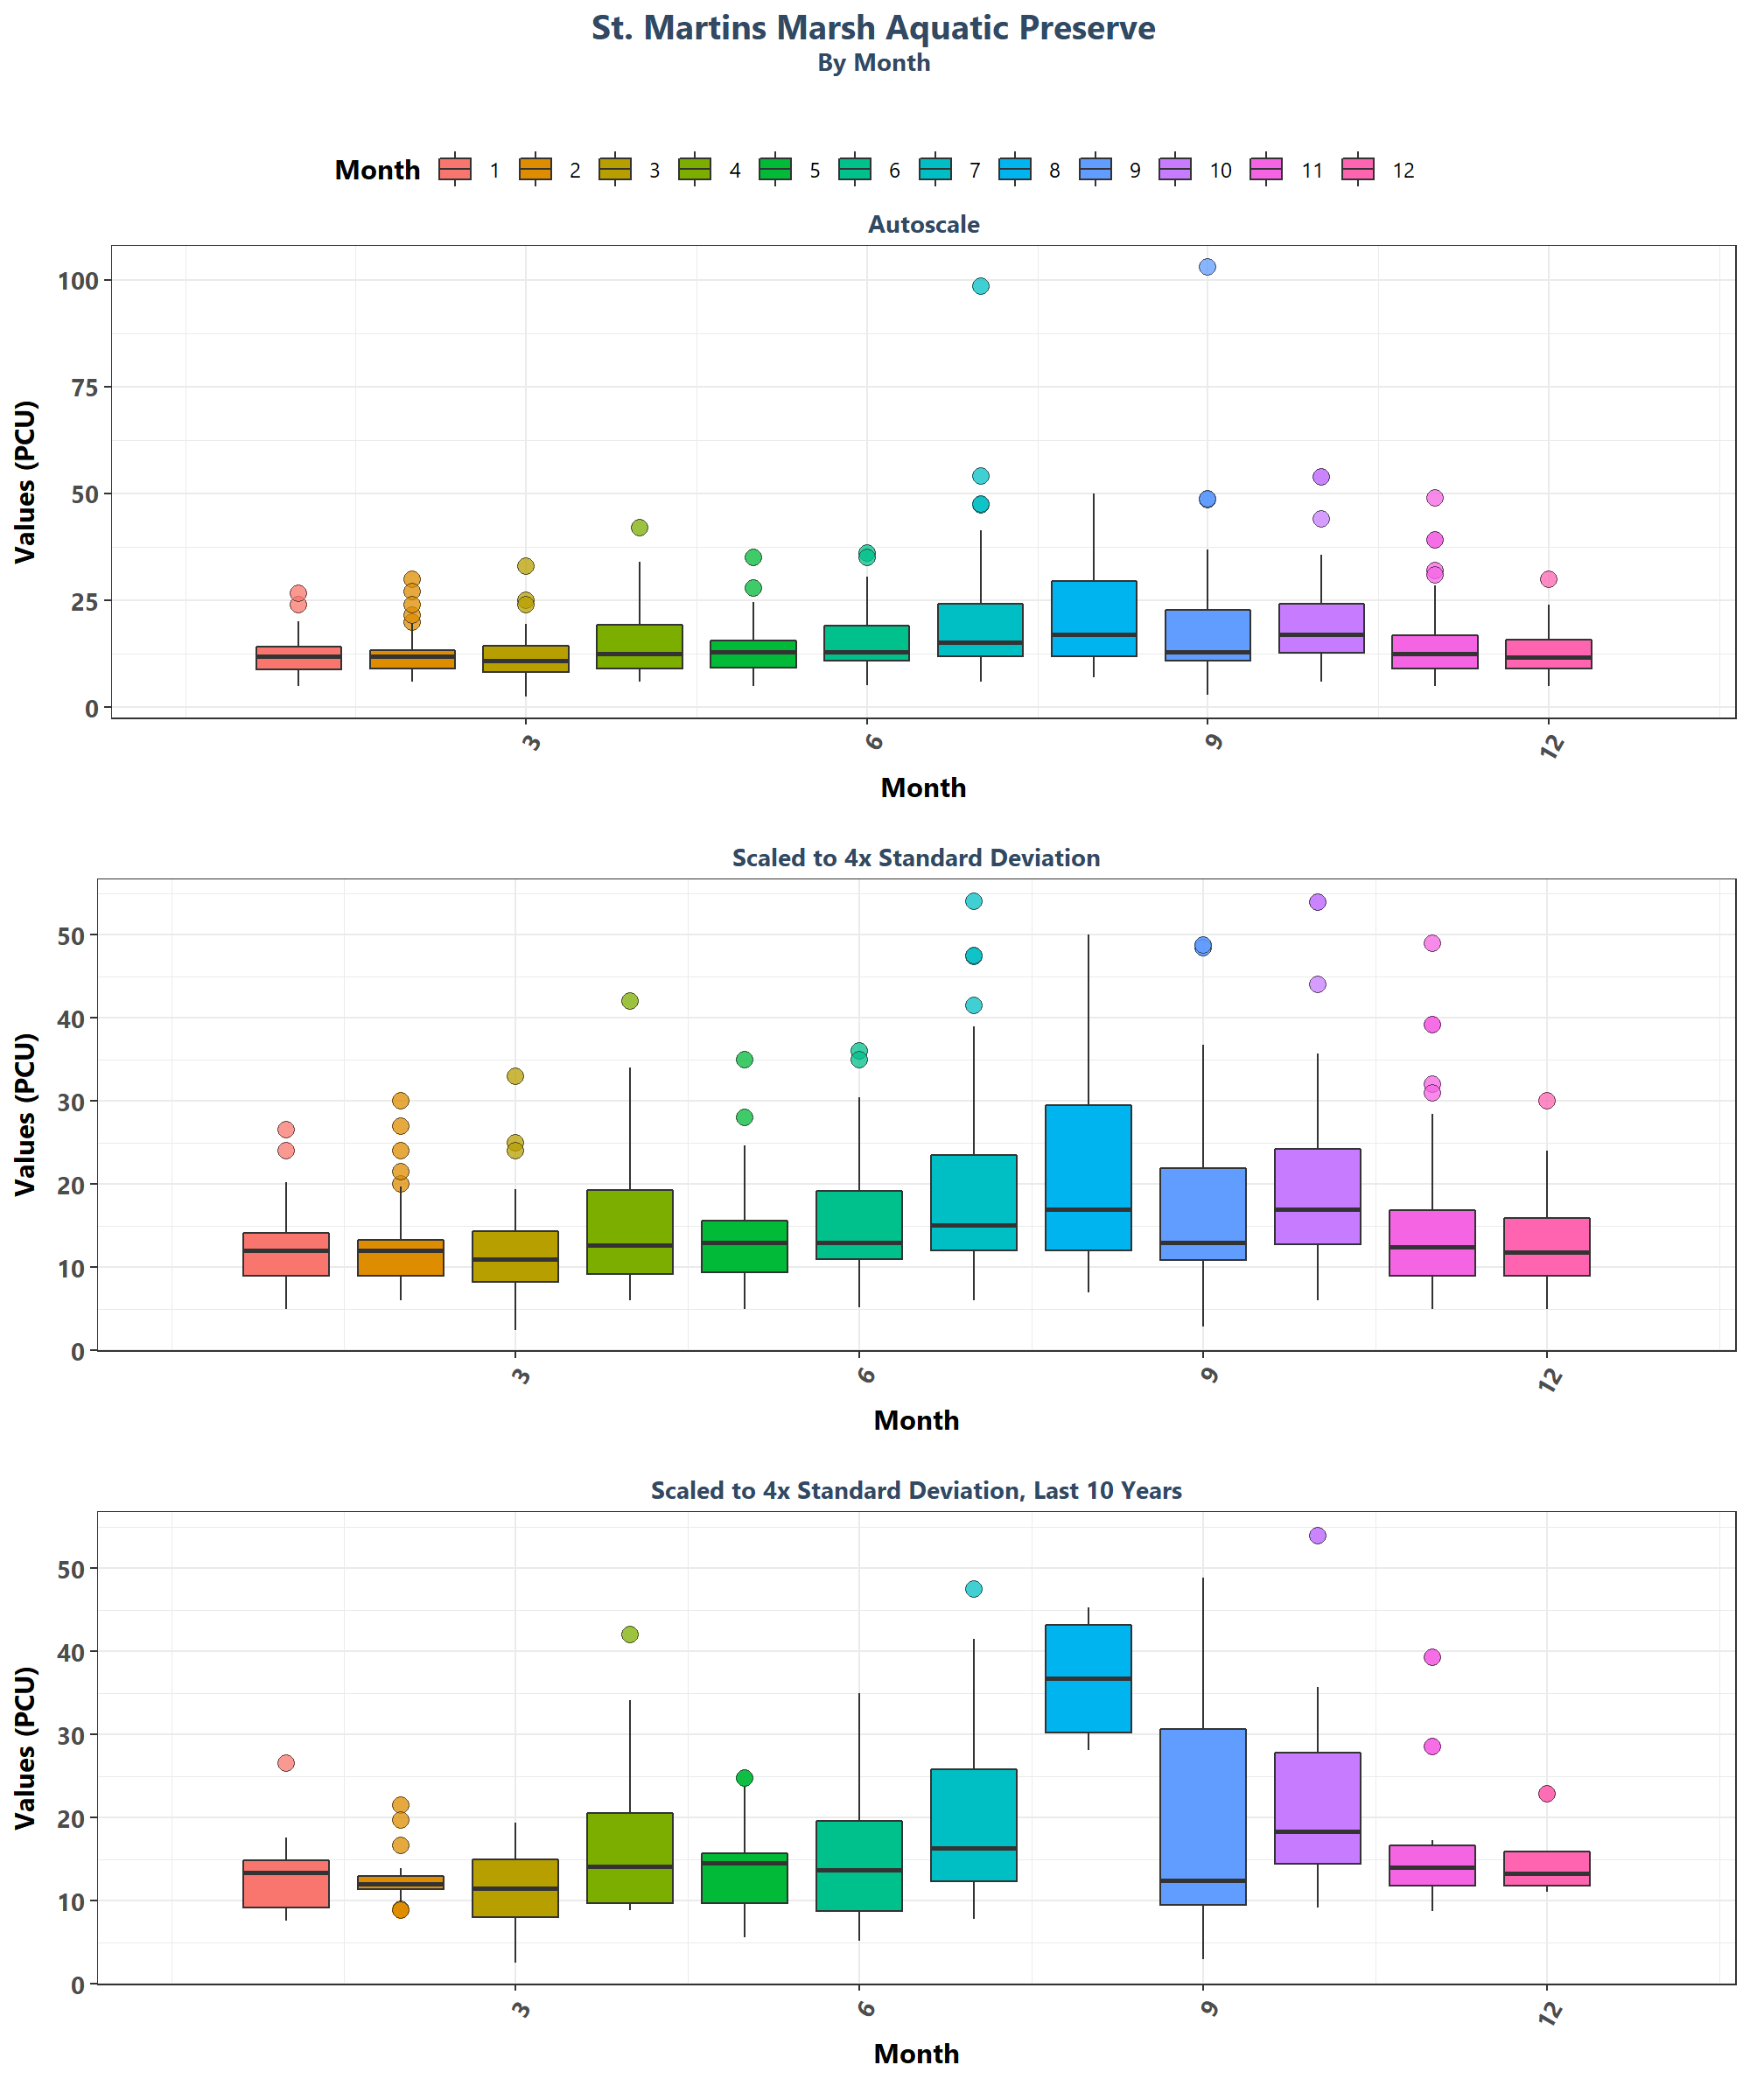 St. Martins Marsh Aquatic Preserve
By Month
Month 1 2 3 4 5 6 7 8 9 10 11 12
Autoscale
100
75
50
25
0
Values (PCU)
3 6 9 12
Month
Scaled to 4x Standard Deviation
50
40
30
20
10
0
Values (PCU)
3 6 9 12
Month
Scaled to 4x Standard Deviation, Last 10 Years
50
40
30
20
10
0
Values (PCU)
3 6 9 12
Month